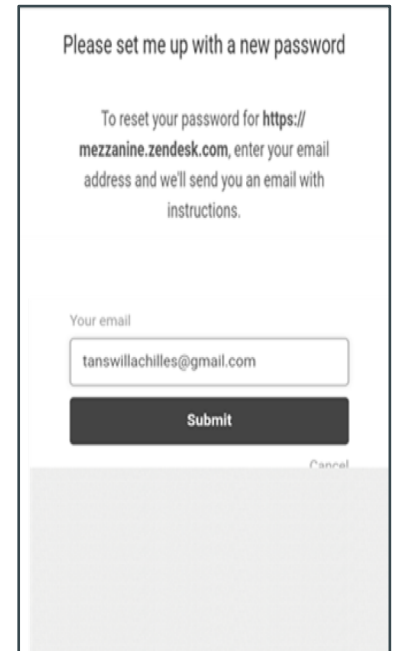 Please set me up with a new password
To reset your password for https://
mezzanine.zendesk.com, enter your email
address and we'll send you an email with
instructions.
Your email
tanswillachilles@gmail.com
Submit
Cancel